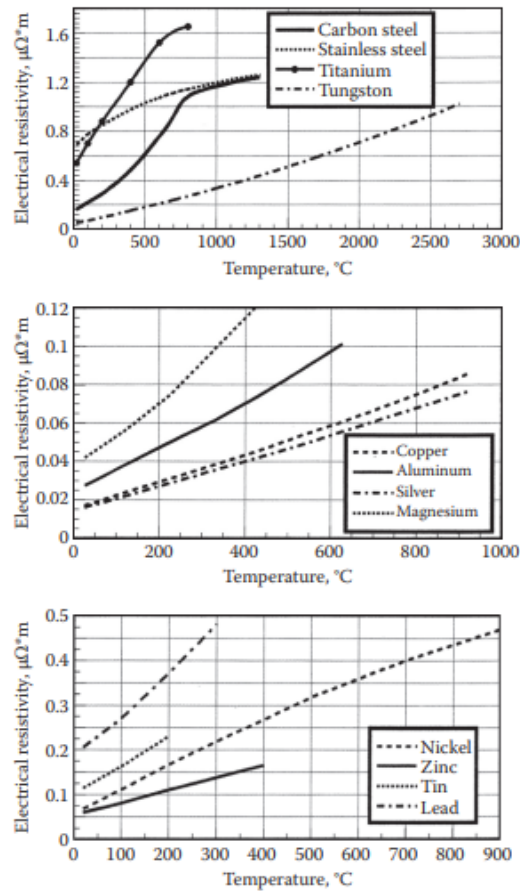 Electrical resistivity, μΩ*m
1.6
1.2
0.8
0.4
0
Carbon steel
Stainless steel
Titanium
Tungston
0 500 1000 1500 2000 2500 3000
Temperature, °C
Electrical resistivity, μΩ*m
0.12
0.1
0.08
0.06
0.04
0.02
0
Copper
Aluminum
Silver
Magnesium
0 200 400 600 800 1000
Temperature, °C
Electrical resistivity, μΩ*m
0.5
0.4
0.3
0.2
0.1
0
Nickel
Zinc
Tin
Lead
0 100 200 300 400 500 600 700 800 900
Temperature, °C